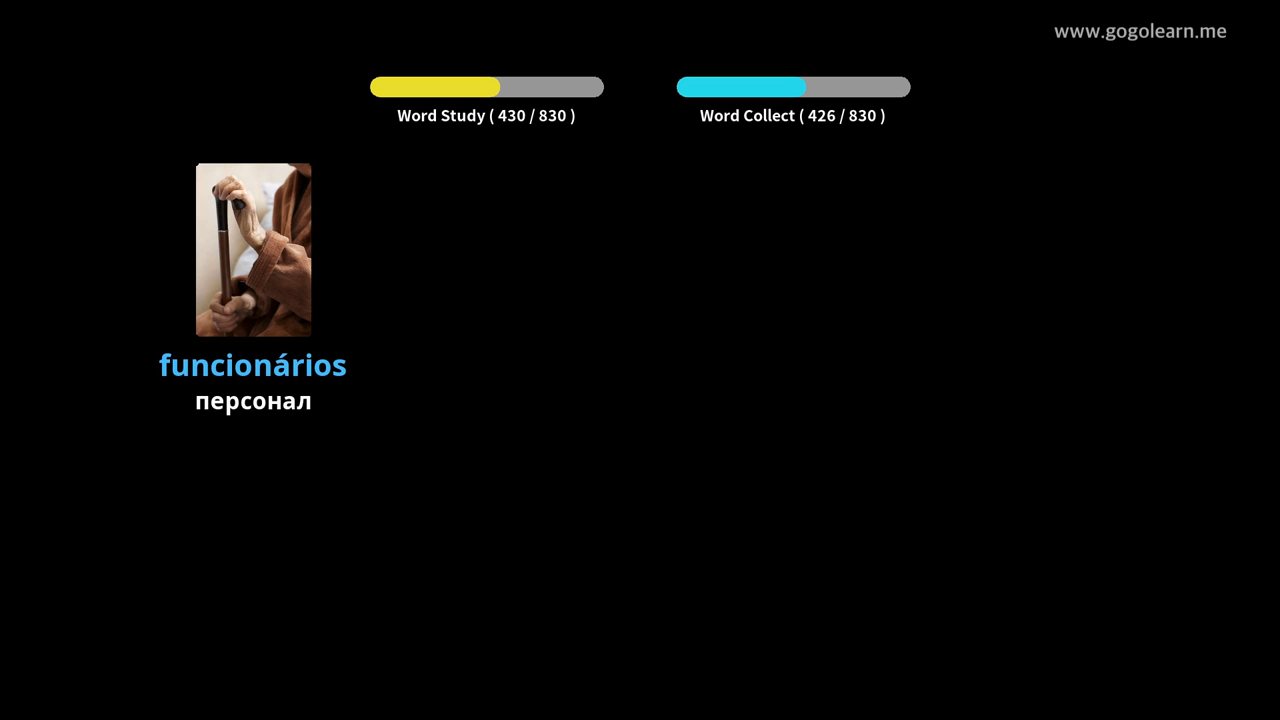 www.gogolearn.me
Word Study ( 430 / 830 )
Word Collect ( 426 / 830 )
funcionários
персонал